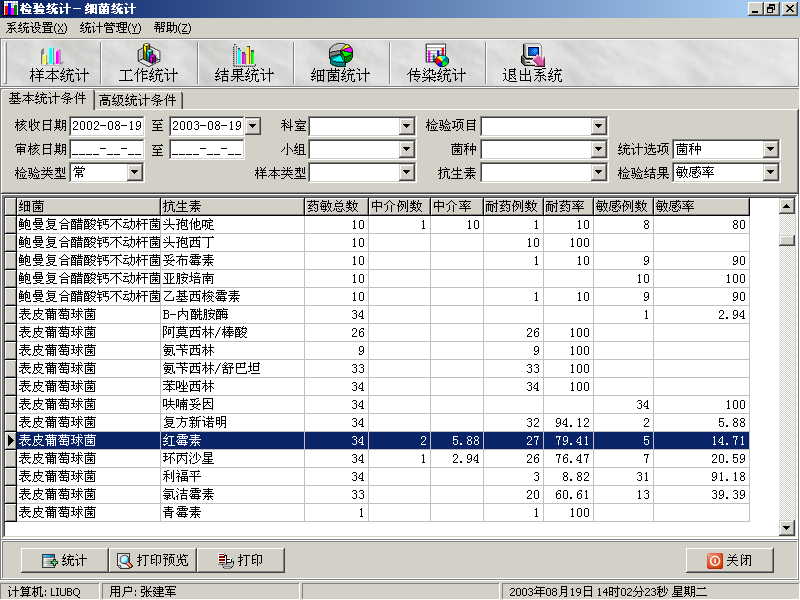 检验统计－细菌统计
系统设置(X) 统计管理(Y) 帮助(Z)
样本统计 工作统计 结果统计 细菌统计 传染统计 退出系统
基本统计条件 高级统计条件
核收日期 2002-08-19 至 2003-08-19 科室 检验项目
审核日期 ____-__-__ 至 ____-__-__ 小组 菌种 统计选项 菌种
检验类型 常 样本类型 抗生素 检验结果 敏感率
细菌 抗生素 药敏总数 中介例数 中介率 耐药例数 耐药率 敏感例数 敏感率
鲍曼复合醋酸钙不动杆菌 头孢他啶 10 1 10 1 10 8 80
鲍曼复合醋酸钙不动杆菌 头孢西丁 10 10 100
鲍曼复合醋酸钙不动杆菌 妥布霉素 10 1 10 9 90
鲍曼复合醋酸钙不动杆菌 亚胺培南 10 10 100
鲍曼复合醋酸钙不动杆菌 乙基西梭霉素 10 1 10 9 90
表皮葡萄球菌 B-内酰胺酶 34 1 2.94
表皮葡萄球菌 阿莫西林/棒酸 26 26 100
表皮葡萄球菌 氨苄西林 9 9 100
表皮葡萄球菌 氨苄西林/舒巴坦 33 33 100
表皮葡萄球菌 苯唑西林 34 34 100
表皮葡萄球菌 呋喃妥因 34 34 100
表皮葡萄球菌 复方新诺明 34 32 94.12 2 5.88
表皮葡萄球菌 红霉素 34 2 5.88 27 79.41 5 14.71
表皮葡萄球菌 环丙沙星 34 1 2.94 26 76.47 7 20.59
表皮葡萄球菌 利福平 34 3 8.82 31 91.18
表皮葡萄球菌 氯洁霉素 33 20 60.61 13 39.39
表皮葡萄球菌 青霉素 1 1 100
统计 打印预览 打印 关闭
计算机: LIUBQ 用户: 张建军 2003年08月19日 14时02分23秒 星期二